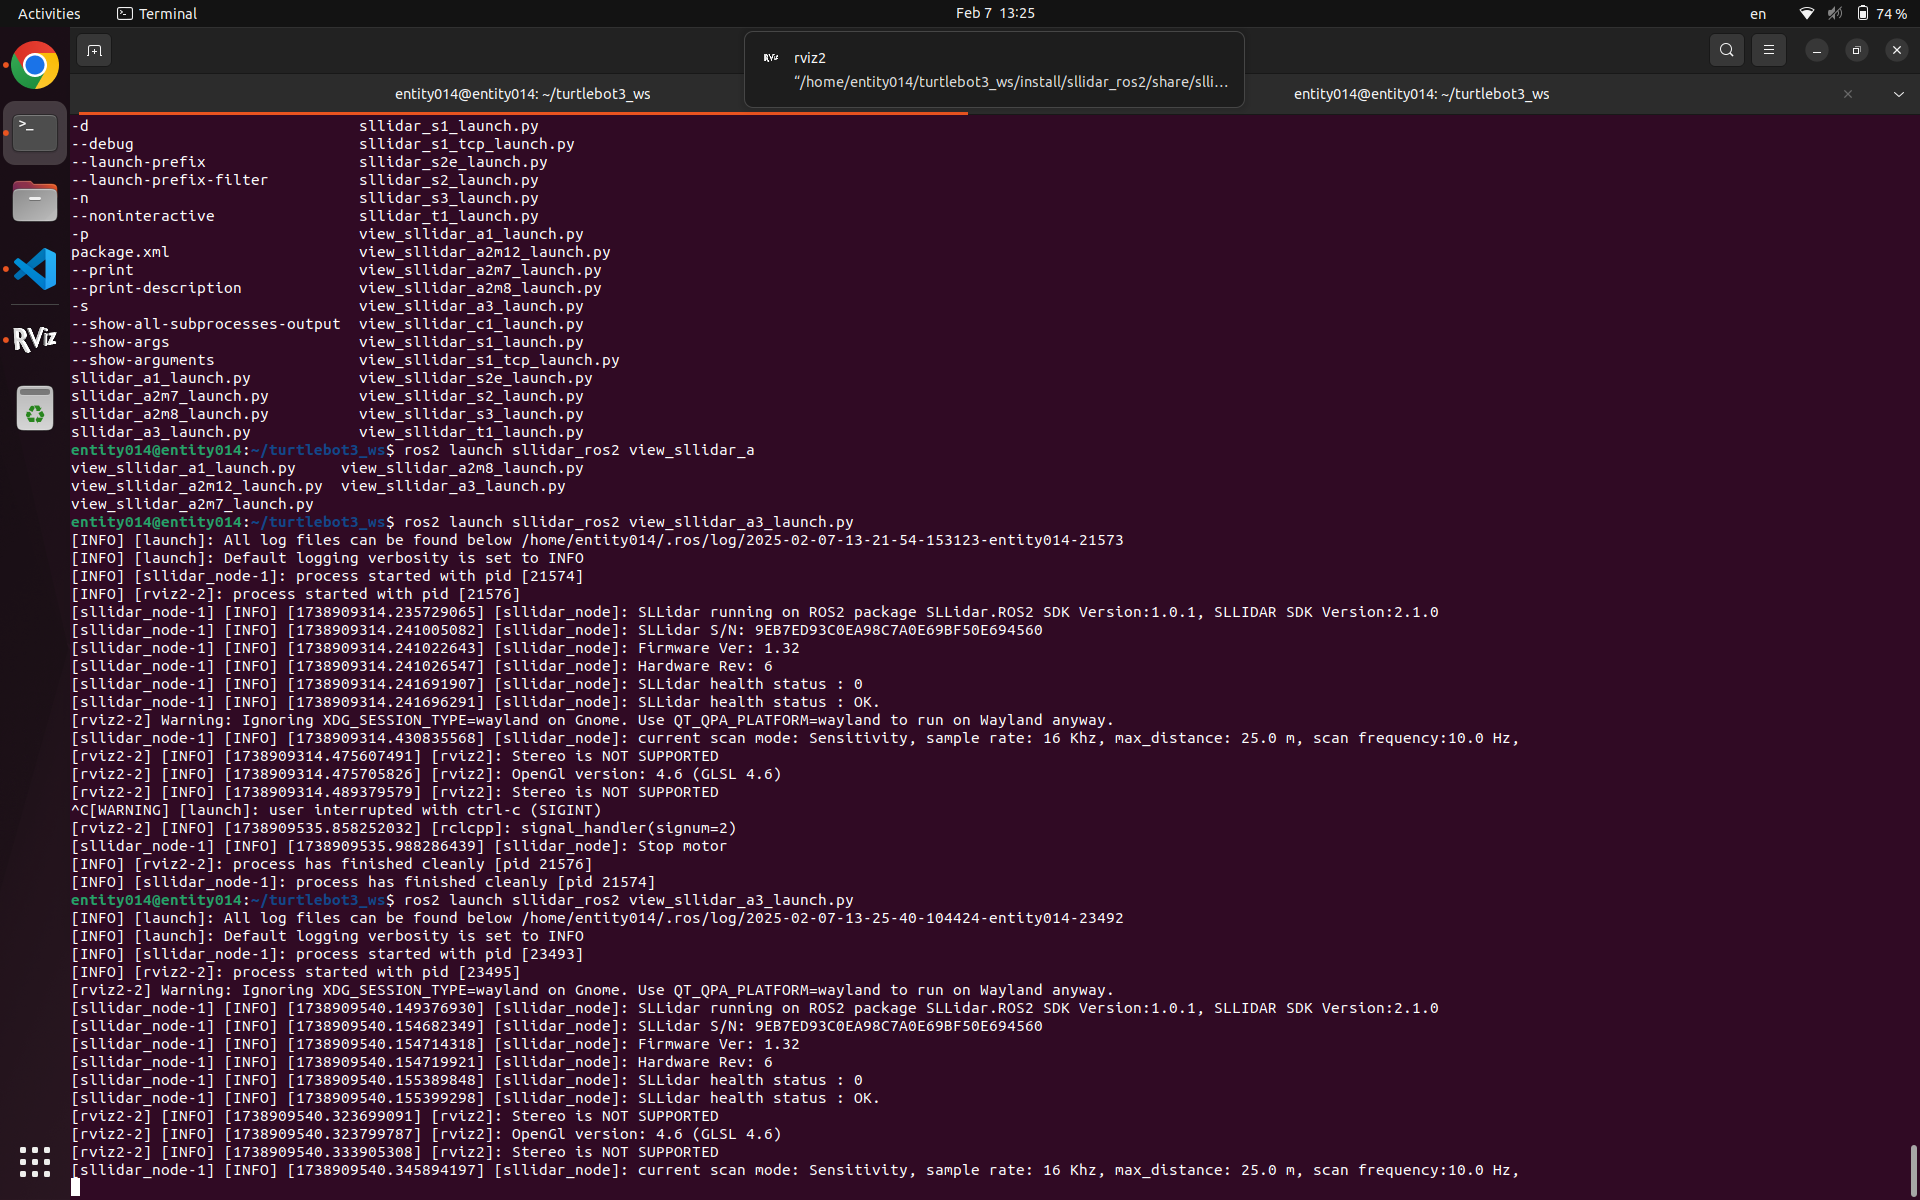 Activities
Terminal
Feb 7 13:25
en
74 %
rviz2
“/home/entity014/turtlebot3_ws/install/sllidar_ros2/share/slli…
entity014@entity014: ~/turtlebot3_ws
entity014@entity014: ~/turtlebot3_ws
RViz
-d sllidar_s1_launch.py
--debug sllidar_s1_tcp_launch.py
--launch-prefix sllidar_s2e_launch.py
--launch-prefix-filter sllidar_s2_launch.py
-n sllidar_s3_launch.py
--noninteractive sllidar_t1_launch.py
-p view_sllidar_a1_launch.py
package.xml view_sllidar_a2m12_launch.py
--print view_sllidar_a2m7_launch.py
--print-description view_sllidar_a2m8_launch.py
-s view_sllidar_a3_launch.py
--show-all-subprocesses-output view_sllidar_c1_launch.py
--show-args view_sllidar_s1_launch.py
--show-arguments view_sllidar_s1_tcp_launch.py
sllidar_a1_launch.py view_sllidar_s2e_launch.py
sllidar_a2m7_launch.py view_sllidar_s2_launch.py
sllidar_a2m8_launch.py view_sllidar_s3_launch.py
sllidar_a3_launch.py view_sllidar_t1_launch.py
entity014@entity014:~/turtlebot3_ws$ ros2 launch sllidar_ros2 view_sllidar_a
view_sllidar_a1_launch.py view_sllidar_a2m8_launch.py
view_sllidar_a2m12_launch.py view_sllidar_a3_launch.py
view_sllidar_a2m7_launch.py
entity014@entity014:~/turtlebot3_ws$ ros2 launch sllidar_ros2 view_sllidar_a3_launch.py
[INFO] [launch]: All log files can be found below /home/entity014/.ros/log/2025-02-07-13-21-54-153123-entity014-21573
[INFO] [launch]: Default logging verbosity is set to INFO
[INFO] [sllidar_node-1]: process started with pid [21574]
[INFO] [rviz2-2]: process started with pid [21576]
[sllidar_node-1] [INFO] [1738909314.235729065] [sllidar_node]: SLLidar running on ROS2 package SLLidar.ROS2 SDK Version:1.0.1, SLLIDAR SDK Version:2.1.0
[sllidar_node-1] [INFO] [1738909314.241005082] [sllidar_node]: SLLidar S/N: 9EB7ED93C0EA98C7A0E69BF50E694560
[sllidar_node-1] [INFO] [1738909314.241022643] [sllidar_node]: Firmware Ver: 1.32
[sllidar_node-1] [INFO] [1738909314.241026547] [sllidar_node]: Hardware Rev: 6
[sllidar_node-1] [INFO] [1738909314.241691907] [sllidar_node]: SLLidar health status : 0
[sllidar_node-1] [INFO] [1738909314.241696291] [sllidar_node]: SLLidar health status : OK.
[rviz2-2] Warning: Ignoring XDG_SESSION_TYPE=wayland on Gnome. Use QT_QPA_PLATFORM=wayland to run on Wayland anyway.
[sllidar_node-1] [INFO] [1738909314.430835568] [sllidar_node]: current scan mode: Sensitivity, sample rate: 16 Khz, max_distance: 25.0 m, scan frequency:10.0 Hz,
[rviz2-2] [INFO] [1738909314.475607491] [rviz2]: Stereo is NOT SUPPORTED
[rviz2-2] [INFO] [1738909314.475705826] [rviz2]: OpenGl version: 4.6 (GLSL 4.6)
[rviz2-2] [INFO] [1738909314.489379579] [rviz2]: Stereo is NOT SUPPORTED
^C[WARNING] [launch]: user interrupted with ctrl-c (SIGINT)
[rviz2-2] [INFO] [1738909535.858252032] [rclcpp]: signal_handler(signum=2)
[sllidar_node-1] [INFO] [1738909535.988286439] [sllidar_node]: Stop motor
[INFO] [rviz2-2]: process has finished cleanly [pid 21576]
[INFO] [sllidar_node-1]: process has finished cleanly [pid 21574]
entity014@entity014:~/turtlebot3_ws$ ros2 launch sllidar_ros2 view_sllidar_a3_launch.py
[INFO] [launch]: All log files can be found below /home/entity014/.ros/log/2025-02-07-13-25-40-104424-entity014-23492
[INFO] [launch]: Default logging verbosity is set to INFO
[INFO] [sllidar_node-1]: process started with pid [23493]
[INFO] [rviz2-2]: process started with pid [23495]
[rviz2-2] Warning: Ignoring XDG_SESSION_TYPE=wayland on Gnome. Use QT_QPA_PLATFORM=wayland to run on Wayland anyway.
[sllidar_node-1] [INFO] [1738909540.149376930] [sllidar_node]: SLLidar running on ROS2 package SLLidar.ROS2 SDK Version:1.0.1, SLLIDAR SDK Version:2.1.0
[sllidar_node-1] [INFO] [1738909540.154682349] [sllidar_node]: SLLidar S/N: 9EB7ED93C0EA98C7A0E69BF50E694560
[sllidar_node-1] [INFO] [1738909540.154714318] [sllidar_node]: Firmware Ver: 1.32
[sllidar_node-1] [INFO] [1738909540.154719921] [sllidar_node]: Hardware Rev: 6
[sllidar_node-1] [INFO] [1738909540.155389848] [sllidar_node]: SLLidar health status : 0
[sllidar_node-1] [INFO] [1738909540.155399298] [sllidar_node]: SLLidar health status : OK.
[rviz2-2] [INFO] [1738909540.323699091] [rviz2]: Stereo is NOT SUPPORTED
[rviz2-2] [INFO] [1738909540.323799787] [rviz2]: OpenGl version: 4.6 (GLSL 4.6)
[rviz2-2] [INFO] [1738909540.333905308] [rviz2]: Stereo is NOT SUPPORTED
[sllidar_node-1] [INFO] [1738909540.345894197] [sllidar_node]: current scan mode: Sensitivity, sample rate: 16 Khz, max_distance: 25.0 m, scan frequency:10.0 Hz,